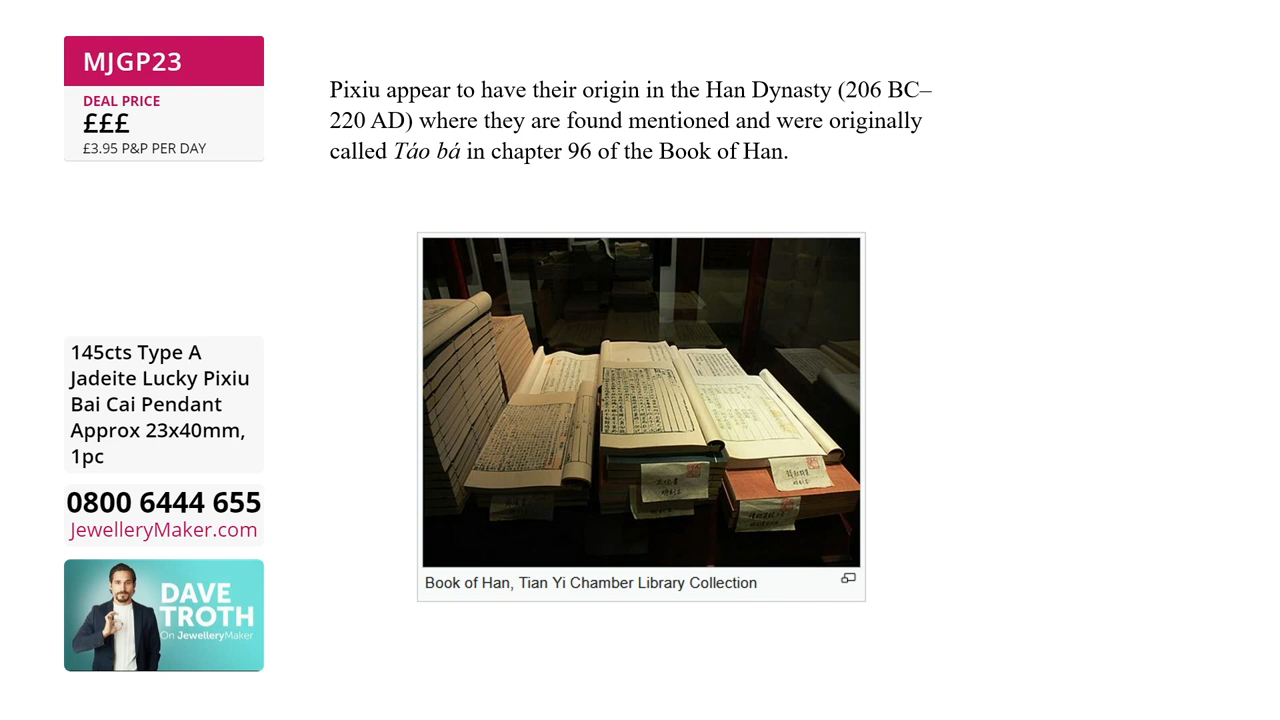 MJGP23
DEAL PRICE
£££
£3.95 P&P PER DAY
Pixiu appear to have their origin in the Han Dynasty (206 BC–
220 AD) where they are found mentioned and were originally
called Táo bá in chapter 96 of the Book of Han.
Book of Han, Tian Yi Chamber Library Collection
145cts Type A
Jadeite Lucky Pixiu
Bai Cai Pendant
Approx 23x40mm,
1pc
0800 6444 655
JewelleryMaker.com
DAVE
TROTH
On JewelleryMaker